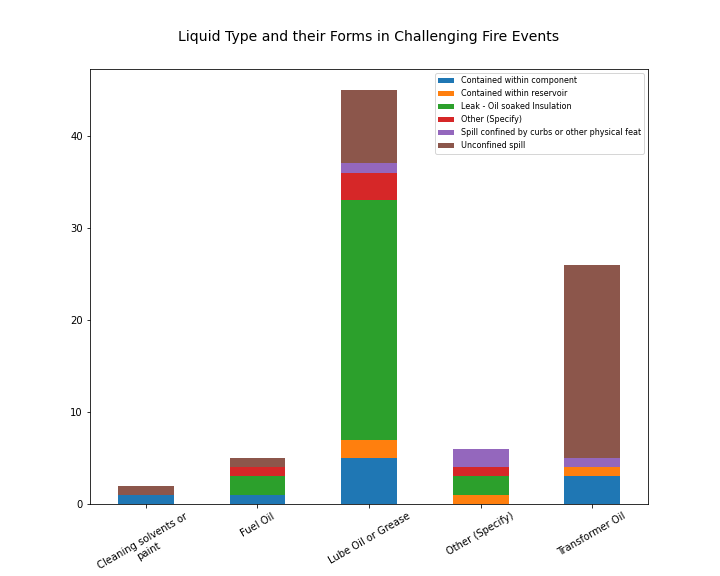 Liquid Type and their Forms in Challenging Fire Events
Contained within component
Contained within reservoir
Leak - Oil soaked Insulation
Other (Specify)
Spill confined by curbs or other physical feat
Unconfined spill
40
30
20
10
0
Cleaning solvents or
paint
Fuel Oil
Lube Oil or Grease
Other (Specify)
Transformer Oil